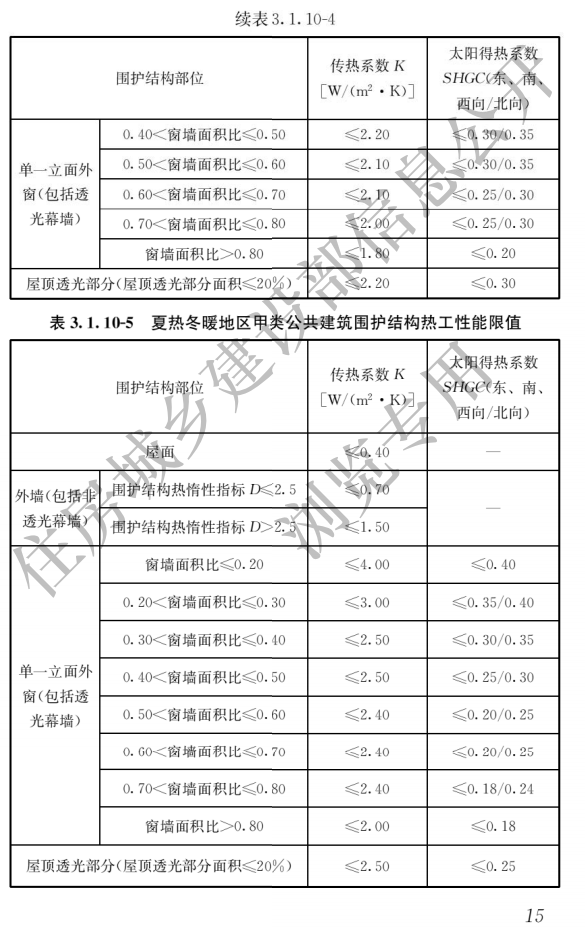 续表3.1.10-4
围护结构部位 传热系数 K [W/(m²·K)] 太阳得热系数 SHGC(东、南、西向/北向)
单一立面外窗(包括透光幕墙) 0.40<窗墙面积比≤0.50 ≤2.20 ≤0.30/0.35
0.50<窗墙面积比≤0.60 ≤2.10 ≤0.30/0.35
0.60<窗墙面积比≤0.70 ≤2.10 ≤0.25/0.30
0.70<窗墙面积比≤0.80 ≤2.00 ≤0.25/0.30
窗墙面积比>0.80 ≤1.80 ≤0.20
屋顶透光部分(屋顶透光部分面积≤20%) ≤2.20 ≤0.30
表 3.1.10-5 夏热冬暖地区甲类公共建筑围护结构热工性能限值
围护结构部位 传热系数 K [W/(m²·K)] 太阳得热系数 SHGC(东、南、西向/北向)
屋面 ≤0.40 —
外墙(包括非透光幕墙) 围护结构热惰性指标 D≤2.5 ≤0.70 —
围护结构热惰性指标 D>2.5 ≤1.50
单一立面外窗(包括透光幕墙) 窗墙面积比≤0.20 ≤4.00 ≤0.40
0.20<窗墙面积比≤0.30 ≤3.00 ≤0.35/0.40
0.30<窗墙面积比≤0.40 ≤2.50 ≤0.30/0.35
0.40<窗墙面积比≤0.50 ≤2.50 ≤0.25/0.30
0.50<窗墙面积比≤0.60 ≤2.40 ≤0.20/0.25
0.60<窗墙面积比≤0.70 ≤2.40 ≤0.20/0.25
0.70<窗墙面积比≤0.80 ≤2.40 ≤0.18/0.24
窗墙面积比>0.80 ≤2.00 ≤0.18
屋顶透光部分(屋顶透光部分面积≤20%) ≤2.50 ≤0.25
15
住房城乡建设部信息公开
浏览专用